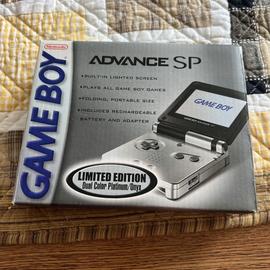 Nintendo
GAME BOY
ADVANCE SP
•BUILT-IN LIGHTED SCREEN
•PLAYS ALL GAME BOY GAMES
•FOLDING, PORTABLE SIZE
•INCLUDES RECHARGEABLE
BATTERY AND ADAPTER
GAME BOY
LIMITED EDITION
Dual Color Platinum/Onyx